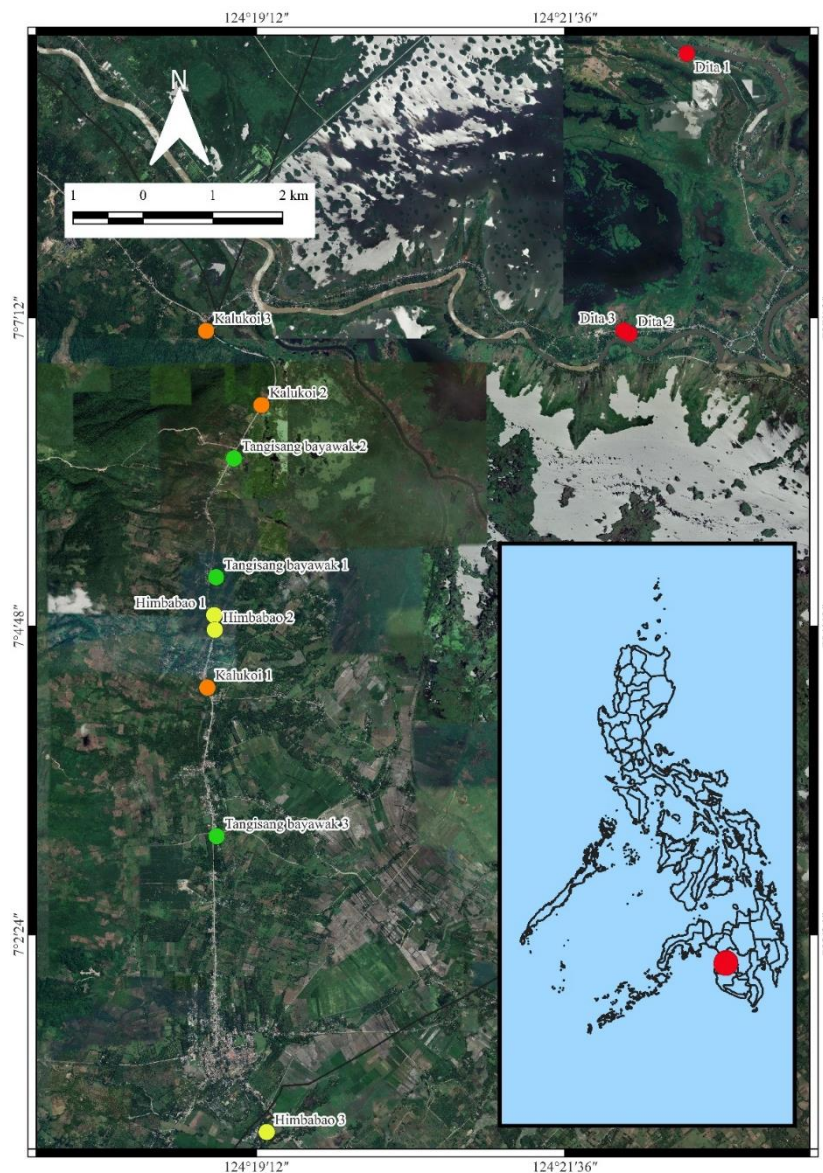 124°19′12″ 124°21′36″
Dita 1
N
1 0 1 2 km
7°7′12″
Kalukoi 3
Dita 3 Dita 2
Kalukoi 2
Tangisang bayawak 2
Tangisang bayawak 1
Himbabao 1
Himbabao 2
7°4′48″
Kalukoi 1
Tangisang bayawak 3
7°2′24″
Himbabao 3
124°19′12″ 124°21′36″